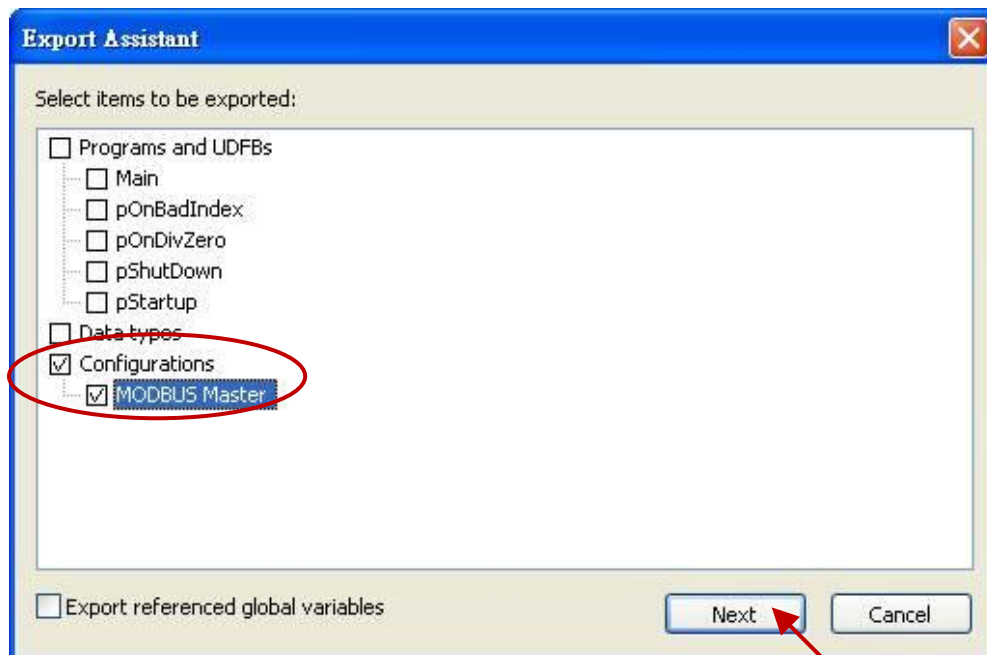 Export Assistant
Select items to be exported:
Programs and UDFBs
Main
pOnBadIndex
pOnDivZero
pShutDown
pStartup
Data types
Configurations
MODBUS Master
Export referenced global variables
Next Cancel